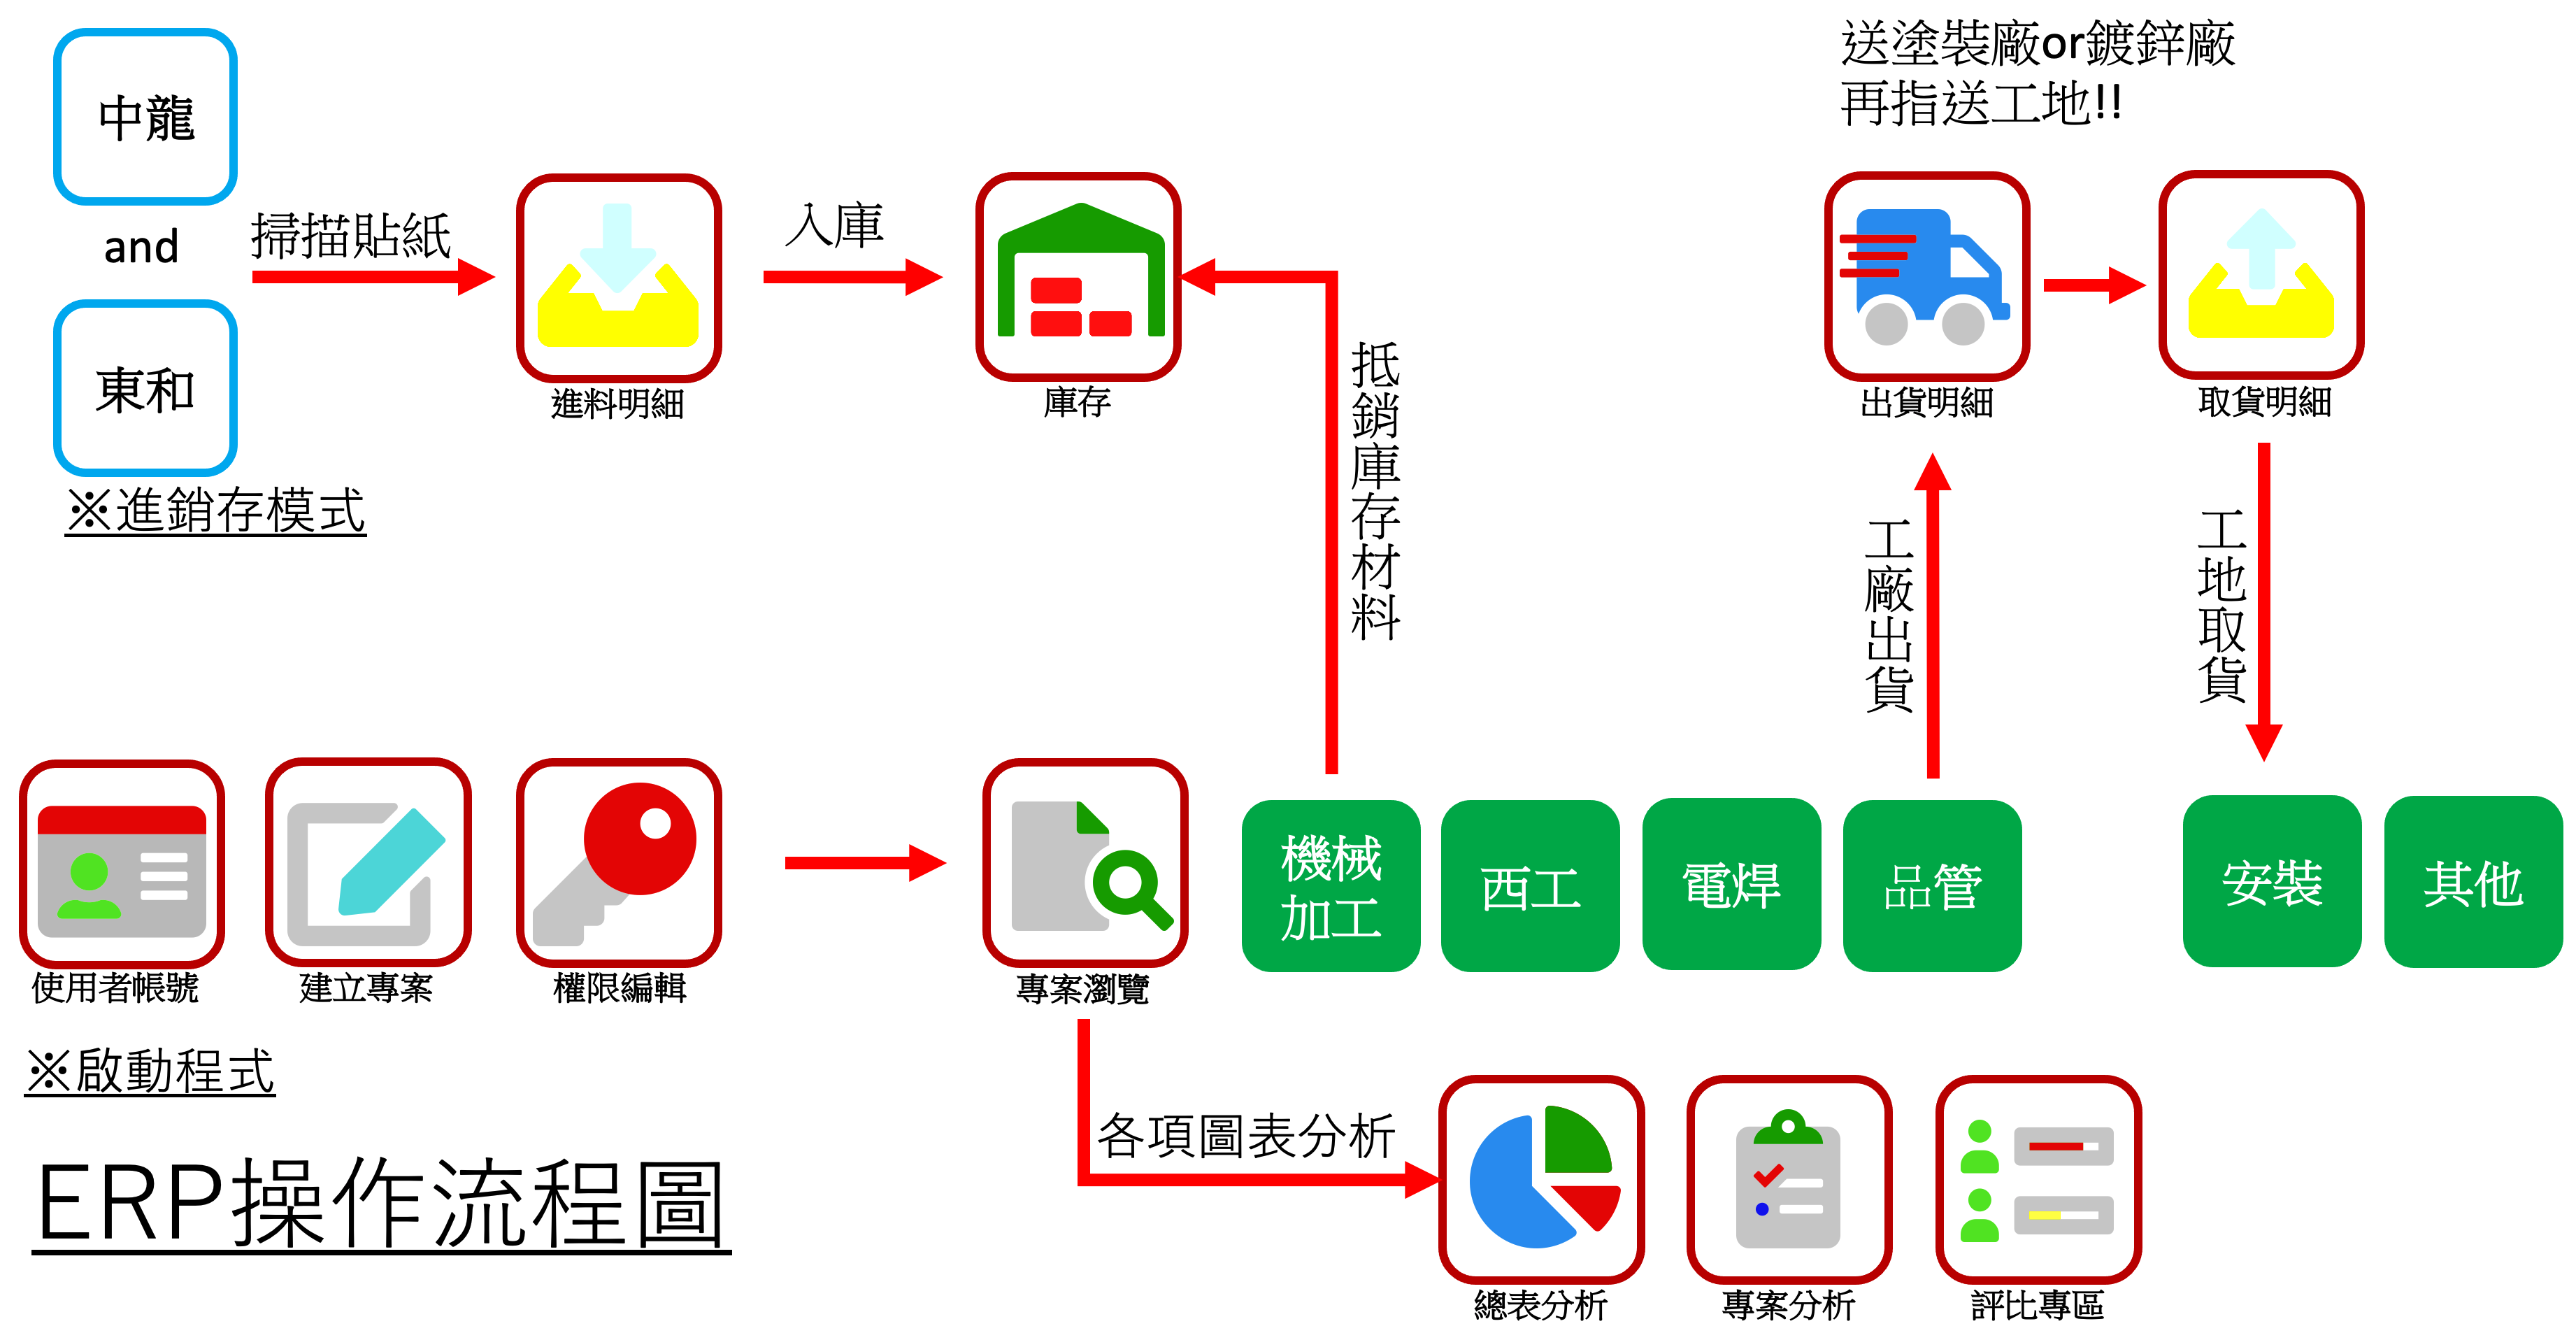 中龍
and
東和
※進銷存模式
掃描貼紙
進料明細
入庫
庫存
抵銷庫存材料
送塗裝廠or鍍鋅廠
再指送工地!!
出貨明細
取貨明細
工廠出貨
工地取貨
使用者帳號
建立專案
權限編輯
專案瀏覽
機械
加工
西工
電焊
品管
安裝
其他
※啟動程式
各項圖表分析
總表分析
專案分析
評比專區
ERP操作流程圖